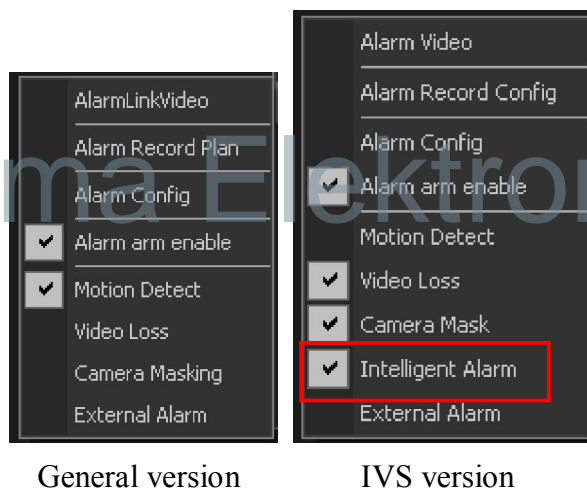 AlarmLinkVideo
Alarm Record Plan
Alarm Config
Alarm arm enable
Motion Detect
Video Loss
Camera Masking
External Alarm
General version
Alarm Video
Alarm Record Config
Alarm Config
Alarm arm enable
Motion Detect
Video Loss
Camera Mask
Intelligent Alarm
External Alarm
IVS version